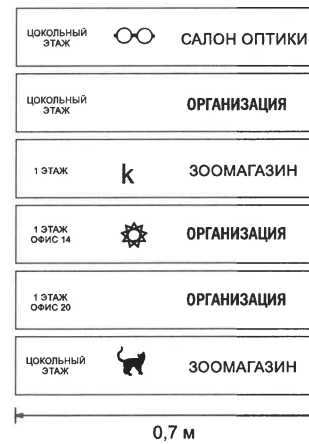 ЦОКОЛЬНЫЙ
ЭТАЖ
САЛОН ОПТИКИ
ЦОКОЛЬНЫЙ
ЭТАЖ
ОРГАНИЗАЦИЯ
1 ЭТАЖ
k
ЗООМАГАЗИН
1 ЭТАЖ
ОФИС 14
ОРГАНИЗАЦИЯ
1 ЭТАЖ
ОФИС 20
ОРГАНИЗАЦИЯ
ЦОКОЛЬНЫЙ
ЭТАЖ
ЗООМАГАЗИН
0,7 м